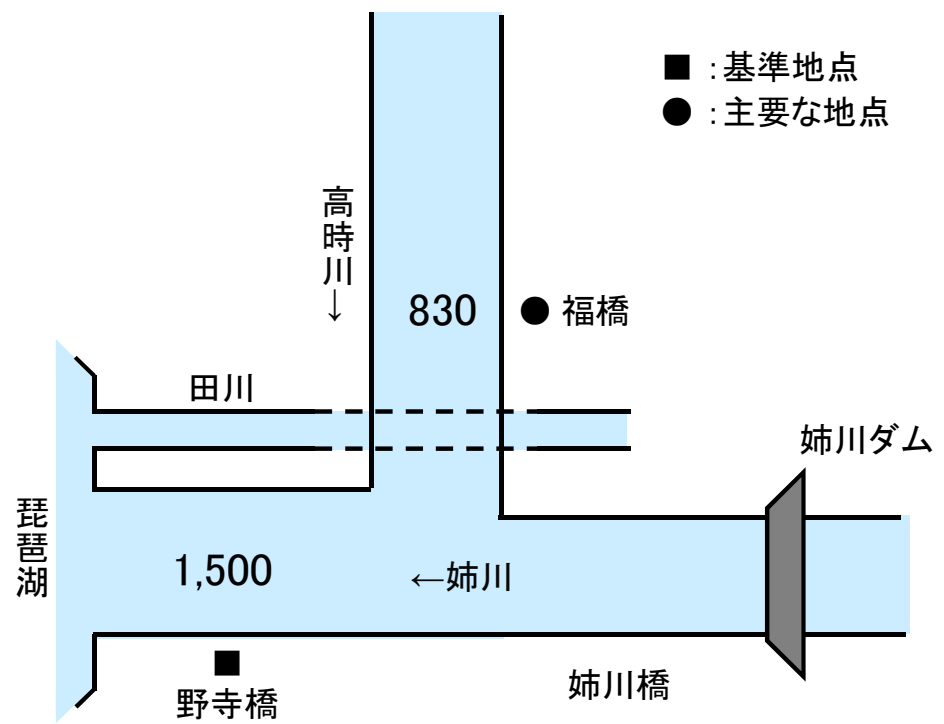 ■：基準地点
●：主要な地点
高時川
↓
830
●福橋
田川
姉川ダム
琵琶湖
1,500
←姉川
■
野寺橋
姉川橋